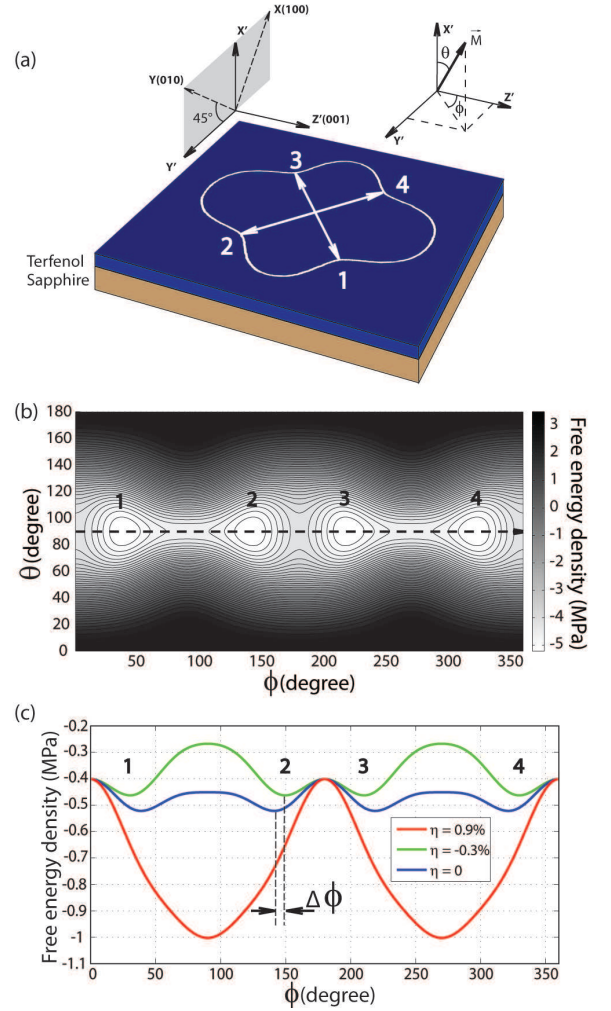 (a)
X(100)
X′
Y(010)
45°
Z′(001)
Y′
X′
M
θ
ϕ
Z′
Y′
3
4
2
1
Terfenol
Sapphire
(b)
180
160
140
120
100
80
60
40
20
0
θ(degree)
1
2
3
4
50
100
150
200
250
300
350
ϕ(degree)
3
2
1
0
-1
-2
-3
-4
-5
Free energy density (MPa)
(c)
-0.2
-0.3
-0.4
-0.5
-0.6
-0.7
-0.8
-0.9
-1
-1.1
Free energy density (MPa)
1
2
3
4
η = 0.9%
η = -0.3%
η = 0
Δϕ
0
50
100
150
200
250
300
350
ϕ(degree)